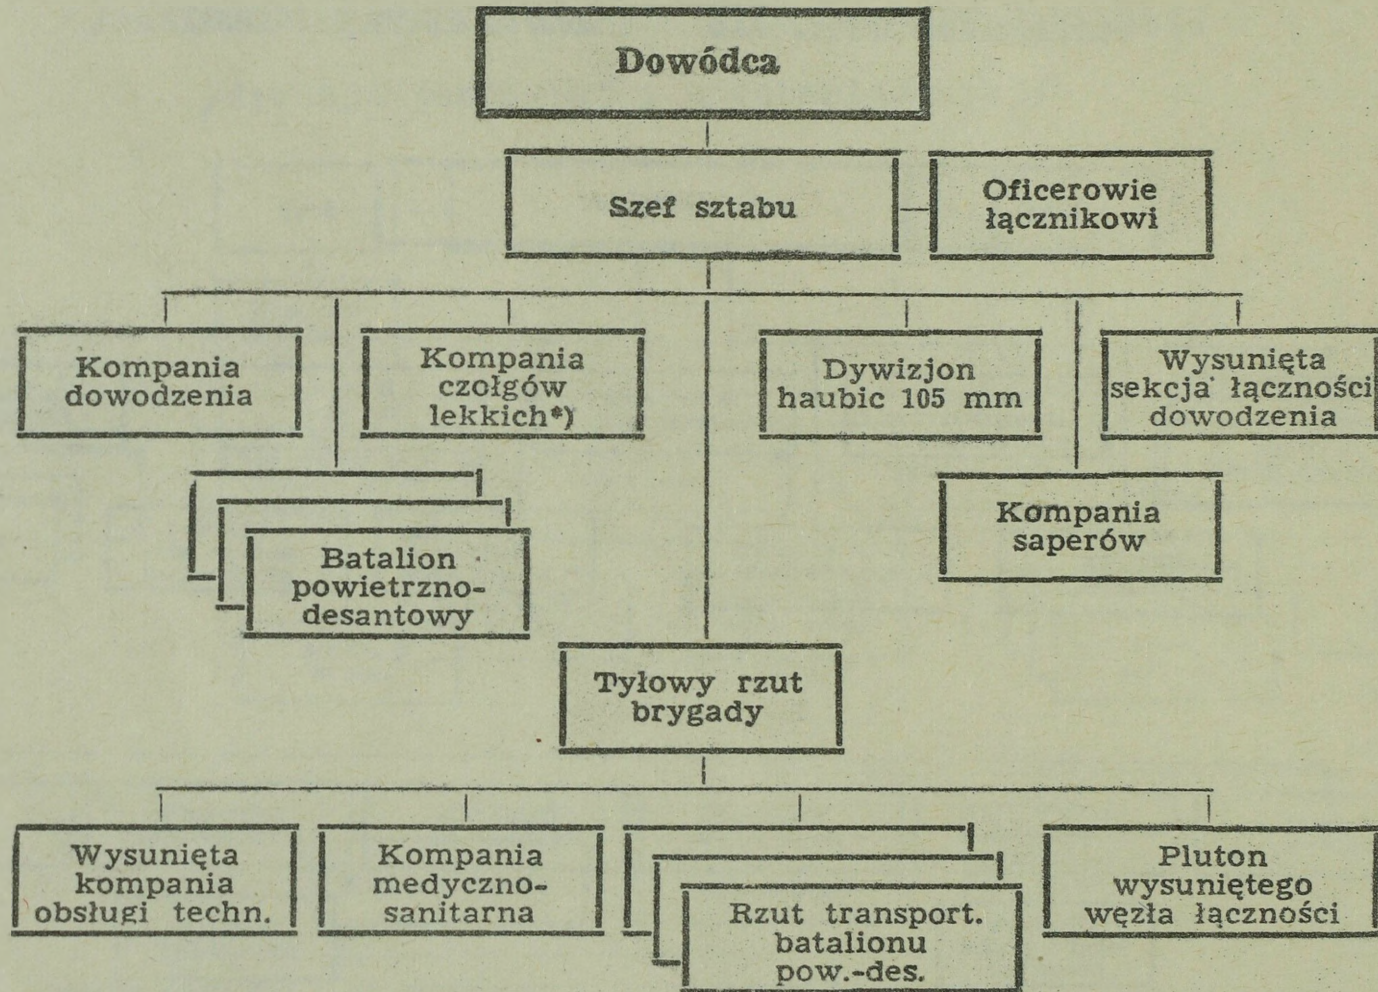 Dowódca
Szef sztabu
Oficerowie
łącznikowi
Kompania
dowodzenia
Kompania
czołgów
lekkich*)
Dywizjon
haubic 105 mm
Wysunięta
sekcja łączności
dowodzenia
Batalion
powietrzno-
desantowy
Kompania
saperów
Tyłowy rzut
brygady
Wysunięta
kompania
obsługi techn.
Kompania
medyczno-
sanitarna
Rzut transport.
batalionu
pow.-des.
Pluton
wysuniętego
węzła łączności